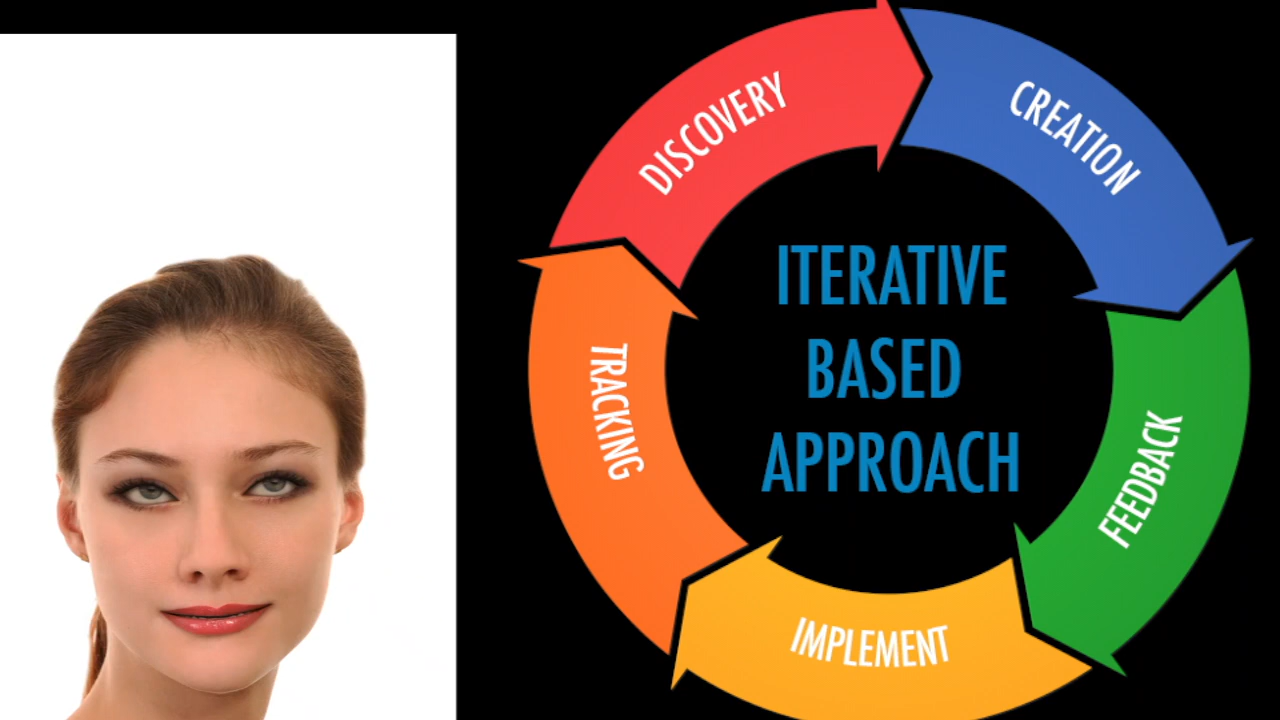 DISCOVERY
CREATION
FEEDBACK
IMPLEMENT
TRACKING
ITERATIVE
BASED
APPROACH